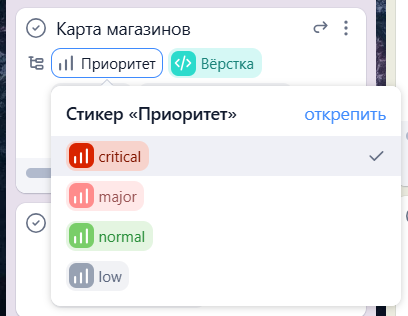 Карта магазинов
Приоритет
Вёрстка
Стикер «Приоритет» открепить
critical
major
normal
low